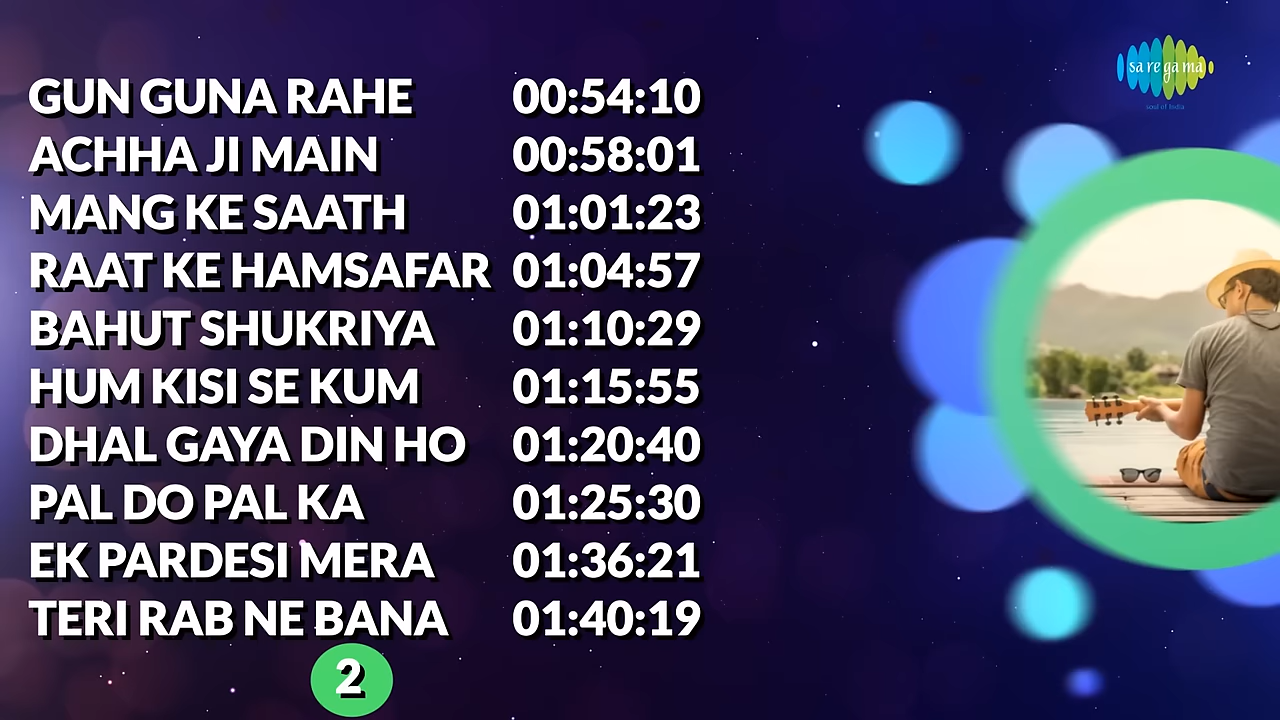 sa re ga ma
soul of India
GUN GUNA RAHE 00:54:10
ACHHA JI MAIN 00:58:01
MANG KE SAATH 01:01:23
RAAT KE HAMSAFAR 01:04:57
BAHUT SHUKRIYA 01:10:29
HUM KISI SE KUM 01:15:55
DHAL GAYA DIN HO 01:20:40
PAL DO PAL KA 01:25:30
EK PARDESI MERA 01:36:21
TERI RAB NE BANA 01:40:19
2